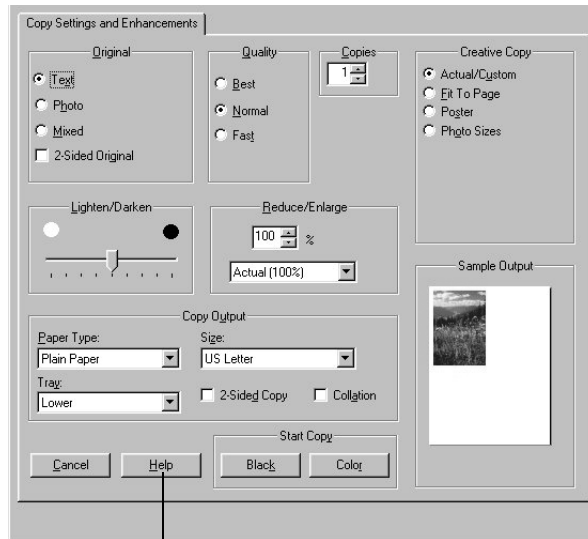 Copy Settings and Enhancements
Original
Text
Photo
Mixed
2-Sided Original
Quality
Best
Normal
Fast
Copies
1
Creative Copy
Actual/Custom
Fit To Page
Poster
Photo Sizes
Lighten/Darken
Reduce/Enlarge
100 %
Actual (100%)
Sample Output
Copy Output
Paper Type:
Plain Paper
Size:
US Letter
Tray:
Lower
2-Sided Copy
Collation
Start Copy
Cancel
Help
Black
Color